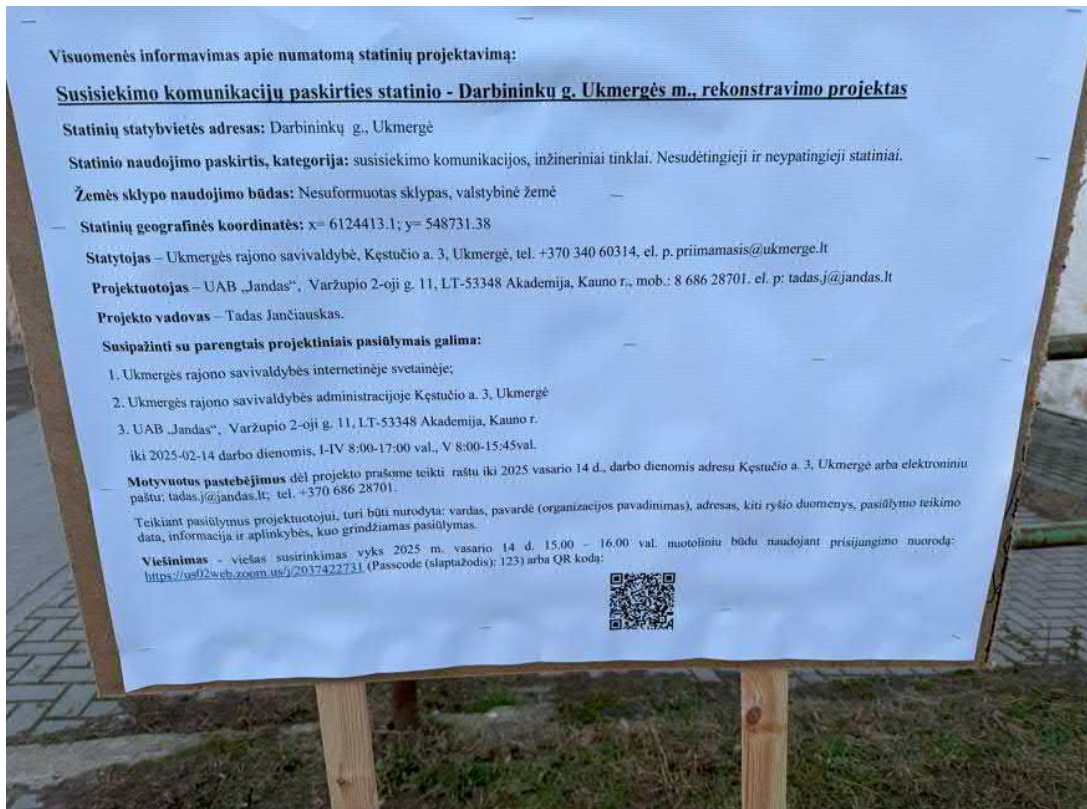 Visuomenės informavimas apie numatomą statinių projektavimą:
Susisiekimo komunikacijų paskirties statinio - Darbininkų g. Ukmergės m., rekonstravimo projektas
Statinių statybvietės adresas: Darbininkų g., Ukmergė
Statinio naudojimo paskirtis, kategorija: susisiekimo komunikacijos, inžineriniai tinklai. Nesudėtingieji ir neypatingieji statiniai.
Žemės sklypo naudojimo būdas: Nesuformuotas sklypas, valstybinė žemė
Statinių geografinės koordinatės: x= 6124413.1; y= 548731.38
Statytojas – Ukmergės rajono savivaldybė, Kęstučio a. 3, Ukmergė, tel. +370 340 60314, el. p. priimamasis@ukmerge.lt
Projektuotojas – UAB „Jandas“, Varžupio 2-oji g. 11, LT-53348 Akademija, Kauno r., mob.: 8 686 28701. el. p: tadas.j@jandas.lt
Projekto vadovas – Tadas Jančiauskas.
Susipažinti su parengtais projektiniais pasiūlymais galima:
1. Ukmergės rajono savivaldybės internetinėje svetainėje;
2. Ukmergės rajono savivaldybės administracijoje Kęstučio a. 3, Ukmergė
3. UAB „Jandas“, Varžupio 2-oji g. 11, LT-53348 Akademija, Kauno r.
iki 2025-02-14 darbo dienomis, I-IV 8:00-17:00 val., V 8:00-15:45val.
Motyvuotus pastebėjimus dėl projekto prašome teikti raštu iki 2025 vasario 14 d., darbo dienomis adresu Kęstučio a. 3, Ukmergė arba elektroniniu
paštu: tadas.j@jandas.lt; tel. +370 686 28701.
Teikiant pasiūlymus projektuotojui, turi būti nurodyta: vardas, pavardė (organizacijos pavadinimas), adresas, kiti ryšio duomenys, pasiūlymo teikimo
data, informacija ir aplinkybės, kuo grindžiamas pasiūlymas.
Viešinimas - viešas susirinkimas vyks 2025 m. vasario 14 d. 15.00 – 16.00 val. nuotoliniu būdu naudojant prisijungimo nuorodą:
https://us02web.zoom.us/j/2037422731 (Passcode (slaptažodis): 123) arba QR kodą: